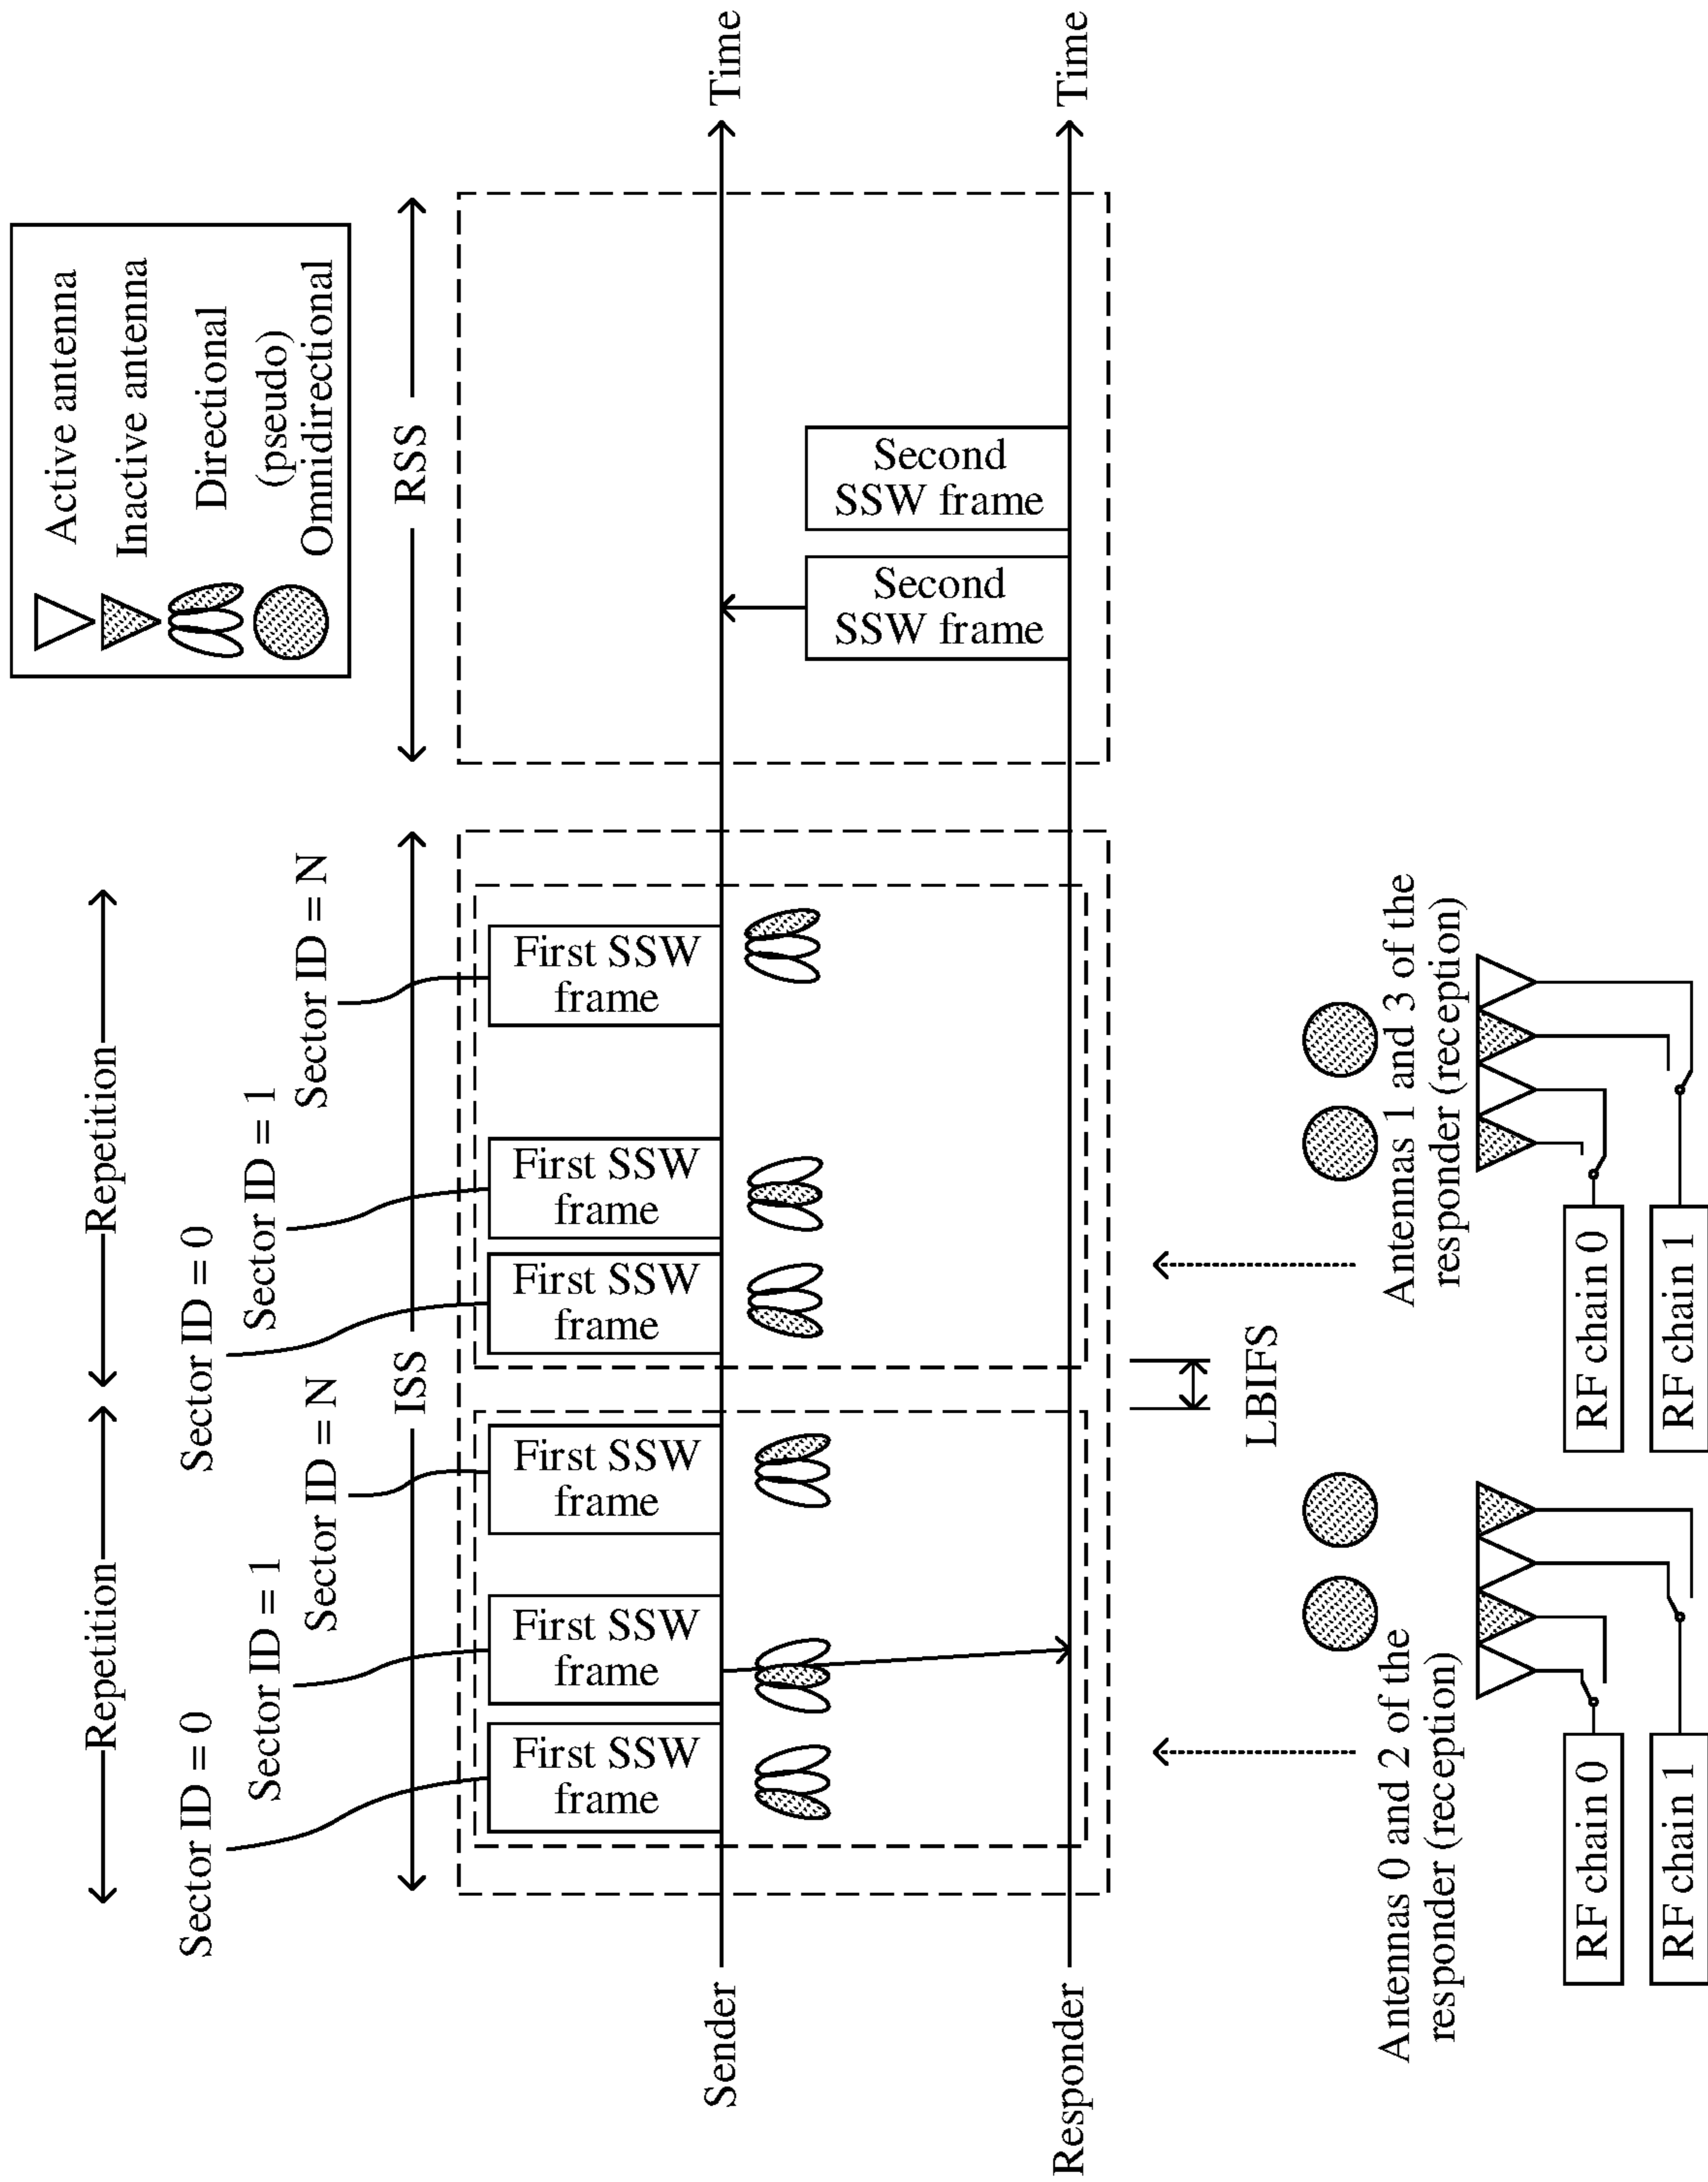 Active antenna
Inactive antenna
Directional
(pseudo)
Omnidirectional
Repetition
Repetition
Sector ID = 0
Sector ID = 1
Sector ID = N
Sector ID = 0
Sector ID = 1
Sector ID = N
ISS
RSS
First SSW
frame
First SSW
frame
First SSW
frame
First SSW
frame
First SSW
frame
First SSW
frame
Sender
Time
Second
SSW frame
Second
SSW frame
Responder
Time
LBIFS
Antennas 0 and 2 of the
responder (reception)
Antennas 1 and 3 of the
responder (reception)
RF chain 0
RF chain 1
RF chain 0
RF chain 1